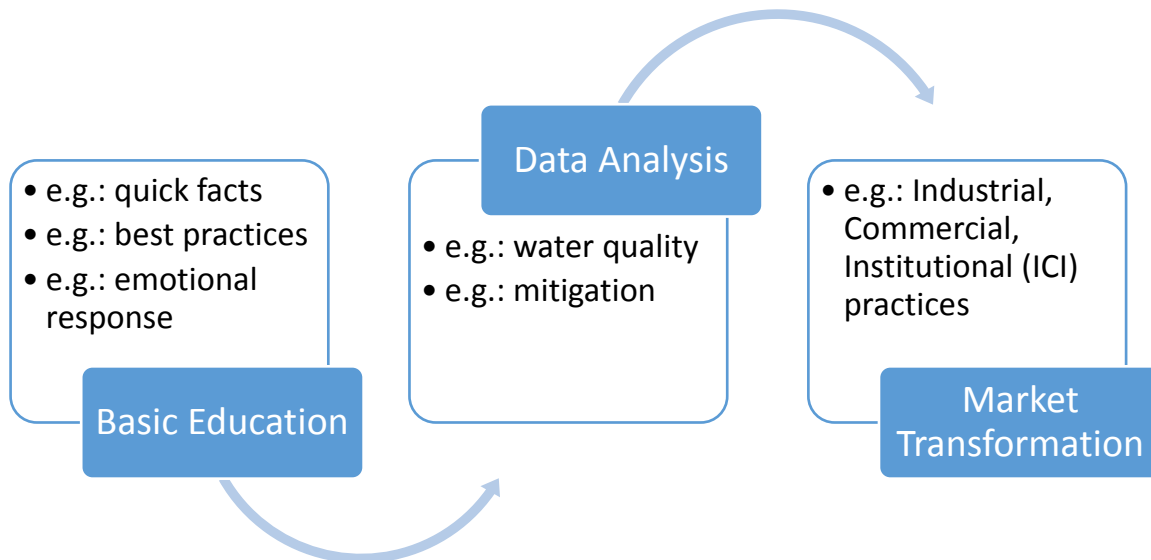 • e.g.: quick facts
• e.g.: best practices
• e.g.: emotional
response
Basic Education
Data Analysis
• e.g.: water quality
• e.g.: mitigation
• e.g.: Industrial,
Commercial,
Institutional (ICI)
practices
Market
Transformation